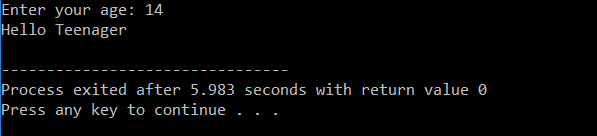 Enter your age: 14
Hello Teenager
--------------------------------
Process exited after 5.983 seconds with return value 0
Press any key to continue . . .